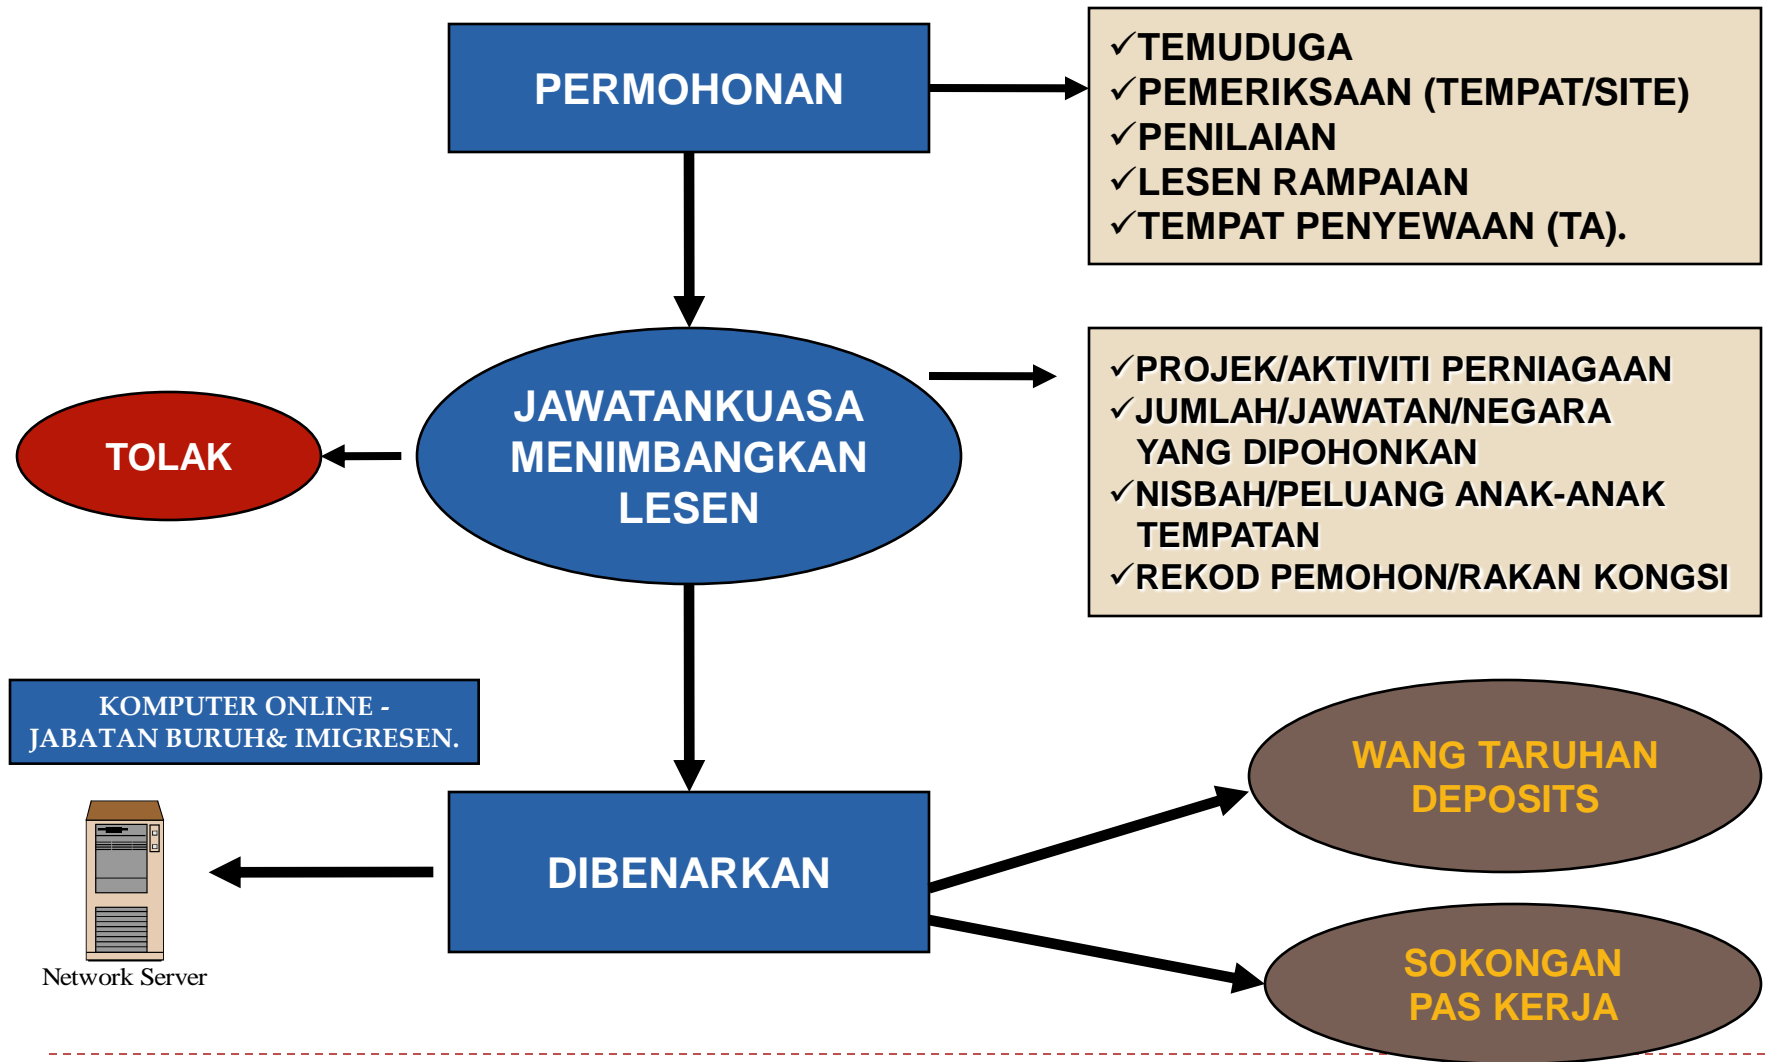 PERMOHONAN
✓TEMUDUGA
✓PEMERIKSAAN (TEMPAT/SITE)
✓PENILAIAN
✓LESEN RAMPAIAN
✓TEMPAT PENYEWAAN (TA).
JAWATANKUASA
MENIMBANGKAN
LESEN
TOLAK
✓PROJEK/AKTIVITI PERNIAGAAN
✓JUMLAH/JAWATAN/NEGARA
YANG DIPOHONKAN
✓NISBAH/PELUANG ANAK-ANAK
TEMPATAN
✓REKOD PEMOHON/RAKAN KONGSI
KOMPUTER ONLINE -
JABATAN BURUH& IMIGRESEN.
Network Server
DIBENARKAN
WANG TARUHAN
DEPOSITS
SOKONGAN
PAS KERJA